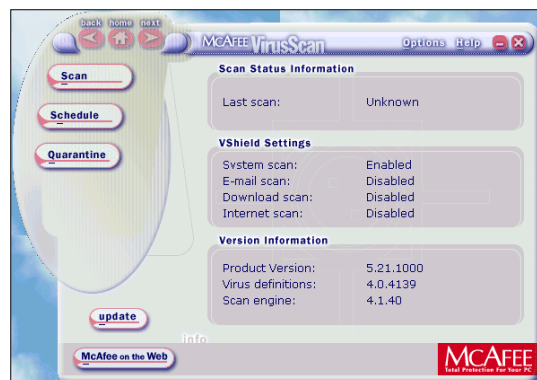 back home next
McAFEE VirusScan
Options Help
Scan
Schedule
Quarantine
Scan Status Information
Last scan: Unknown
VShield Settings
System scan: Enabled
E-mail scan: Disabled
Download scan: Disabled
Internet scan: Disabled
Version Information
Product Version: 5.21.1000
Virus definitions: 4.0.4139
Scan engine: 4.1.40
update
info
McAfee on the Web
McAFEE
Total Protection For Your PC